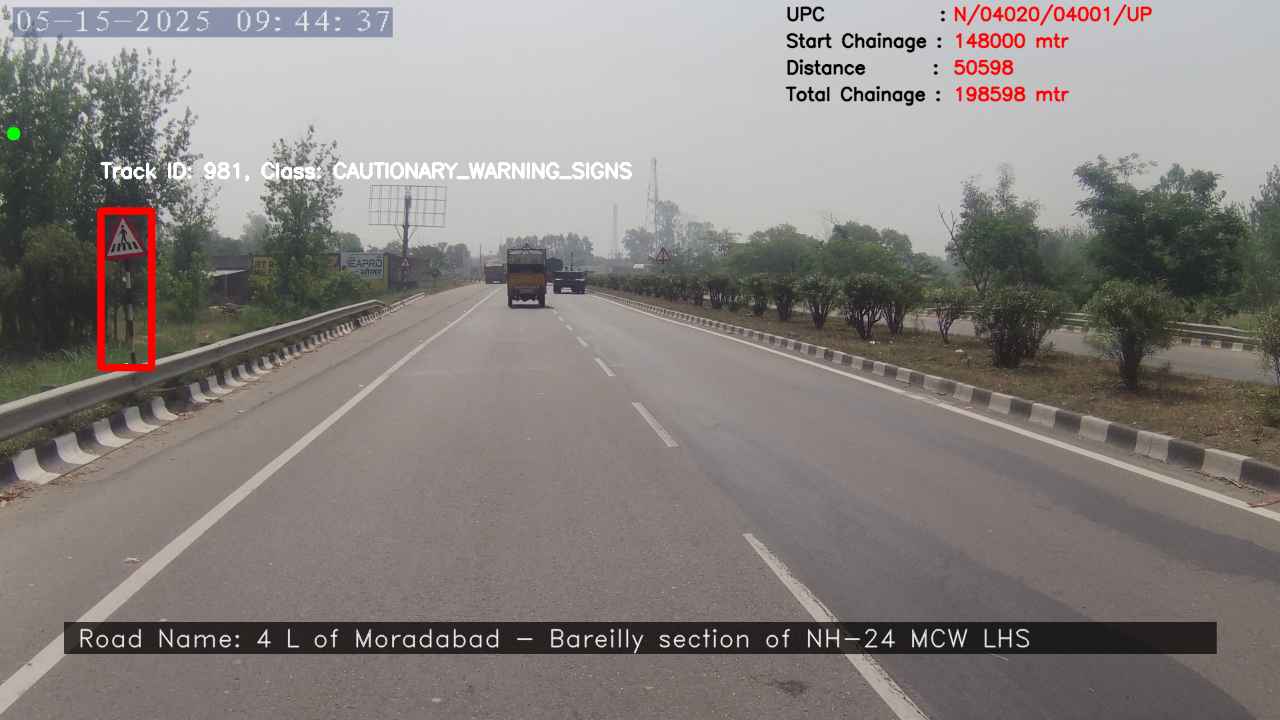 05-15-2025 09:44:37
UPC : N/04020/04001/UP
Start Chainage : 148000 mtr
Distance : 50598
Total Chainage : 198598 mtr
Track ID: 981, Class: CAUTIONARY_WARNING_SIGNS
Road Name: 4 L of Moradabad - Bareilly section of NH-24 MCW LHS